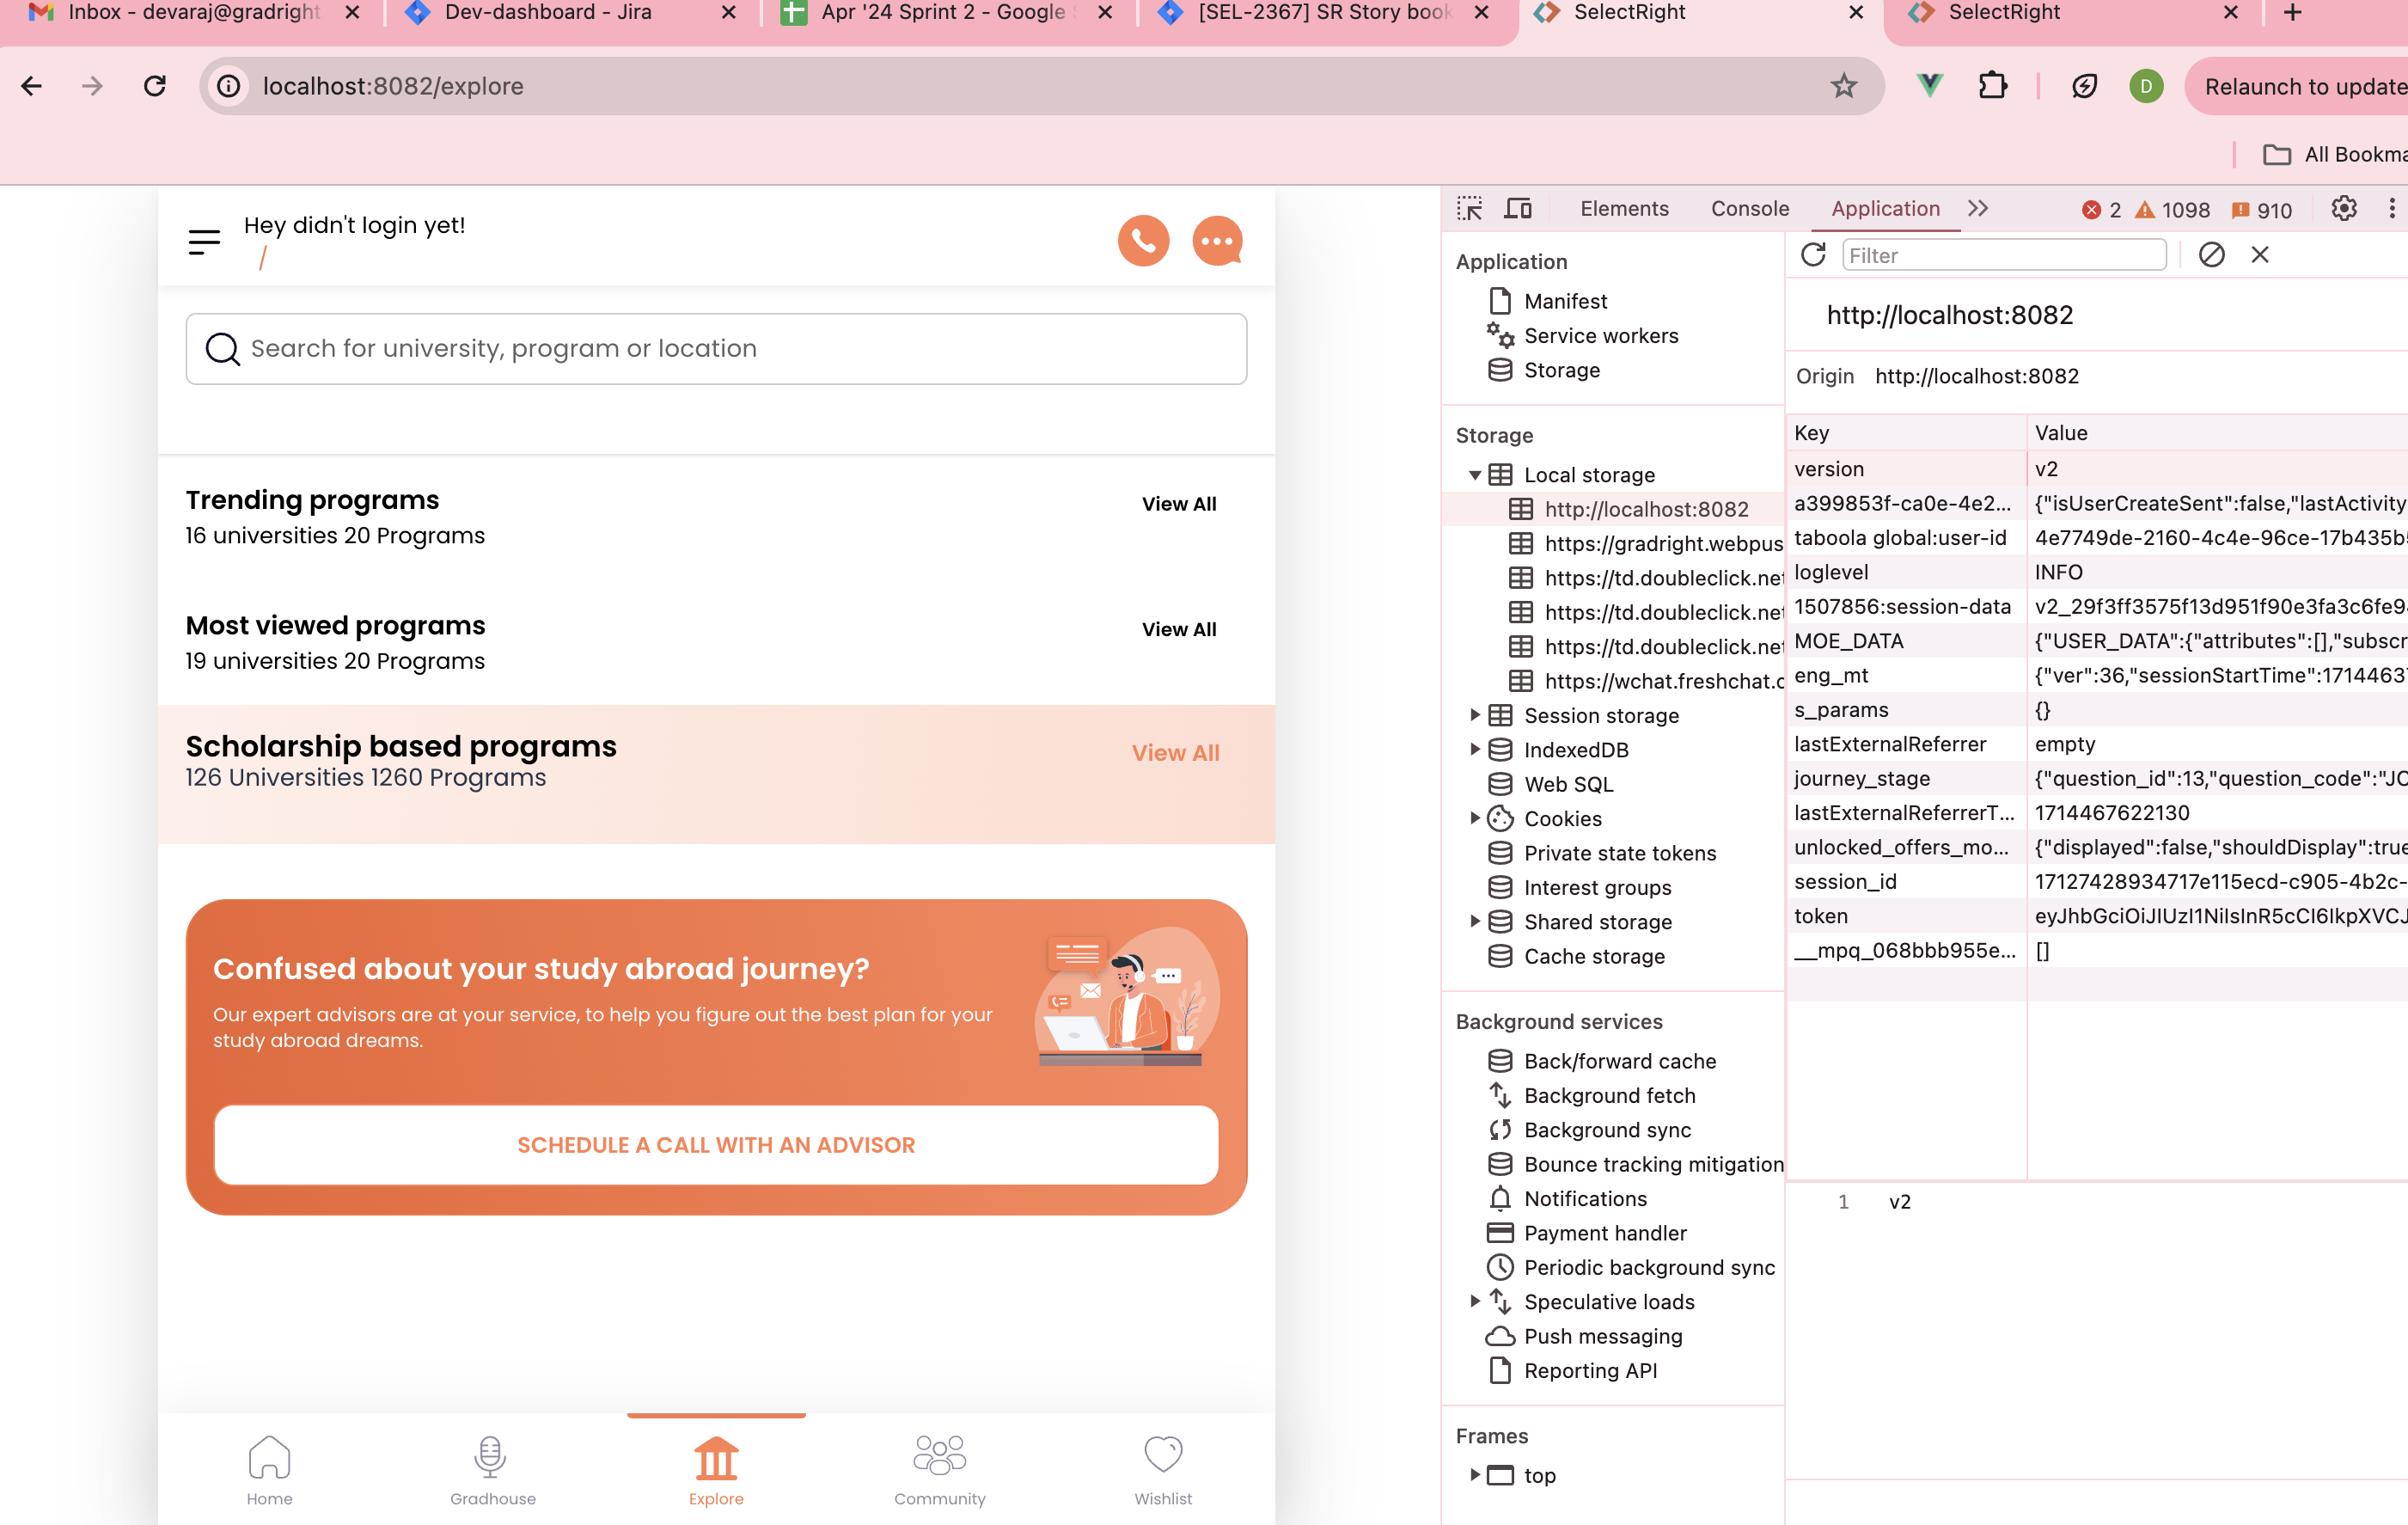 Inbox - devaraj@gradright
Dev-dashboard - Jira
Apr '24 Sprint 2 - Google
[SEL-2367] SR Story book
SelectRight
SelectRight
localhost:8082/explore
D
Relaunch to update
All Bookma
Hey didn't login yet!
/
Search for university, program or location
Trending programs
View All
16 universities 20 Programs
Most viewed programs
View All
19 universities 20 Programs
Scholarship based programs
View All
126 Universities 1260 Programs
Confused about your study abroad journey?
Our expert advisors are at your service, to help you figure out the best plan for your
study abroad dreams.
SCHEDULE A CALL WITH AN ADVISOR
Home
Gradhouse
Explore
Community
Wishlist
Elements
Console
Application
2
1098
910
Application
Manifest
Service workers
Storage
Storage
Local storage
http://localhost:8082
https://gradright.webpus
https://td.doubleclick.net
https://td.doubleclick.net
https://td.doubleclick.net
https://wchat.freshchat.c
Session storage
IndexedDB
Web SQL
Cookies
Private state tokens
Interest groups
Shared storage
Cache storage
Background services
Back/forward cache
Background fetch
Background sync
Bounce tracking mitigation
Notifications
Payment handler
Periodic background sync
Speculative loads
Push messaging
Reporting API
Frames
top
Filter
http://localhost:8082
Origin http://localhost:8082
Key Value
version v2
a399853f-ca0e-4e2... {"isUserCreateSent":false,"lastActivity
taboola global:user-id 4e7749de-2160-4c4e-96ce-17b435b
loglevel INFO
1507856:session-data v2_29f3ff3575f13d951f90e3fa3c6fe9
MOE_DATA {"USER_DATA":{"attributes":[],"subscr
eng_mt {"ver":36,"sessionStartTime":1714463
s_params {}
lastExternalReferrer empty
journey_stage {"question_id":13,"question_code":"JC
lastExternalReferrerT... 1714467622130
unlocked_offers_mo... {"displayed":false,"shouldDisplay":true
session_id 17127428934717e115ecd-c905-4b2c-
token eyJhbGciOiJIUzI1NiIsInR5cCI6IkpXVCJ
__mpq_068bbb955e... []
1 v2